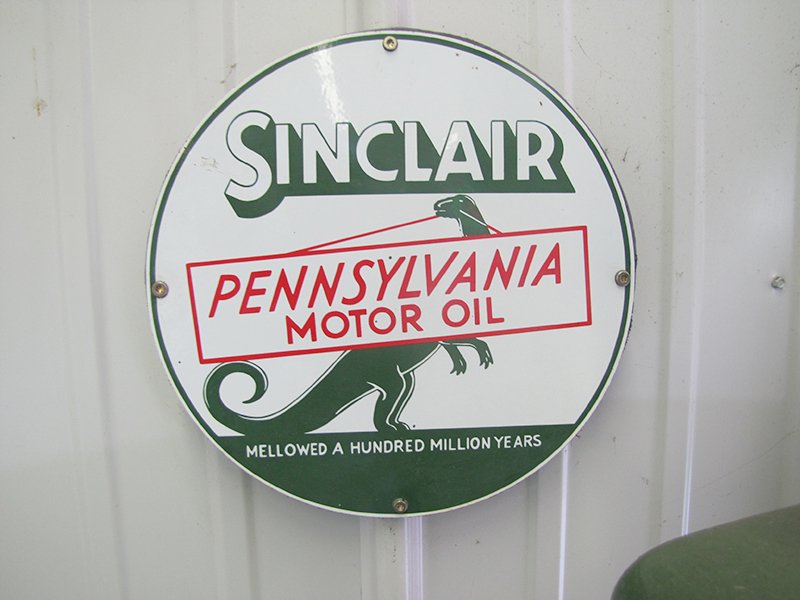 SINCLAIR
PENNSYLVANIA
MOTOR OIL
MELLOWED A HUNDRED MILLION YEARS